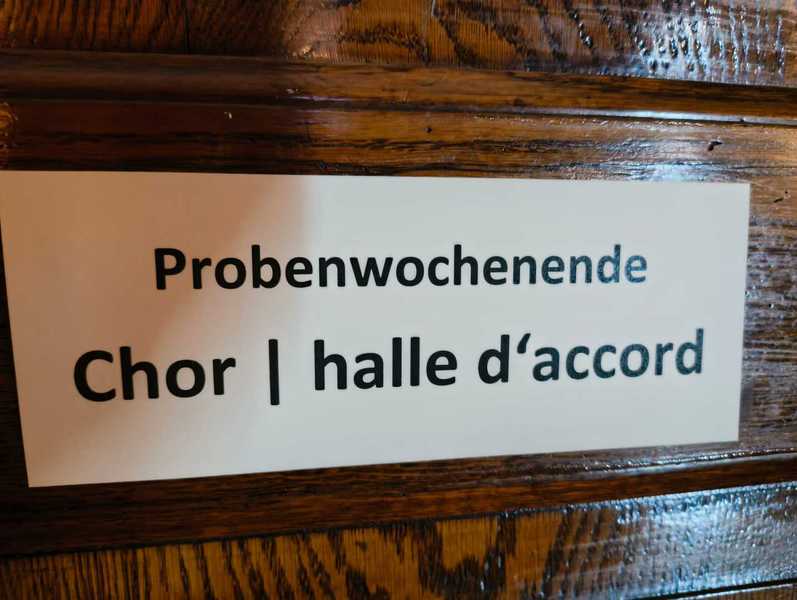 Probenwochenende
Chor | halle d‘accord